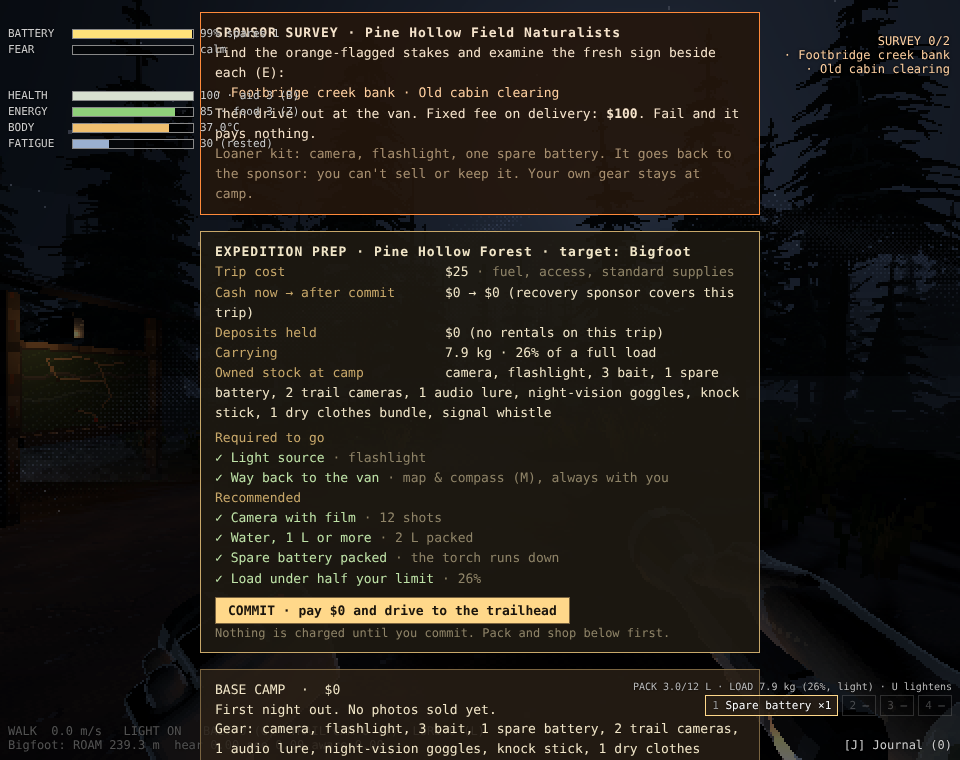 BATTERY
FEAR
calm
HEALTH 100
ENERGY 85 food 3 (Z)
BODY 37.0°C
FATIGUE 30 (rested)
SPONSOR SURVEY · Pine Hollow Field Naturalists
Find the orange-flagged stakes and examine the fresh sign beside
each (E):
· Footbridge creek bank · Old cabin clearing
Then drive out at the van. Fixed fee on delivery: $100. Fail and it
pays nothing.
Loaner kit: camera, flashlight, one spare battery. It goes back to
the sponsor: you can't sell or keep it. Your own gear stays at
camp.
SURVEY 0/2
· Footbridge creek bank
· Old cabin clearing
EXPEDITION PREP · Pine Hollow Forest · target: Bigfoot
Trip cost $25 · fuel, access, standard supplies
Cash now → after commit $0 → $0 (recovery sponsor covers this
trip)
Deposits held $0 (no rentals on this trip)
Carrying 7.9 kg · 26% of a full load
Owned stock at camp camera, flashlight, 3 bait, 1 spare
battery, 2 trail cameras, 1 audio lure, night-vision goggles, knock
stick, 1 dry clothes bundle, signal whistle
Required to go
✓ Light source · flashlight
✓ Way back to the van · map & compass (M), always with you
Recommended
✓ Camera with film · 12 shots
✓ Water, 1 L or more · 2 L packed
✓ Spare battery packed · the torch runs down
✓ Load under half your limit · 26%
COMMIT · pay $0 and drive to the trailhead
Nothing is charged until you commit. Pack and shop below first.
BASE CAMP · $0
First night out. No photos sold yet.
Gear: camera, flashlight, 3 bait, 1 spare battery, 2 trail cameras,
1 audio lure, night-vision goggles, knock stick, 1 dry clothes
PACK 3.0/12 L · LOAD 7.9 kg (26%, light) · U lightens
1 Spare battery ×1 2 — 3 — 4 —
WALK 0.0 m/s LIGHT ON
Bigfoot: ROAM 239.3 m
[J] Journal (0)